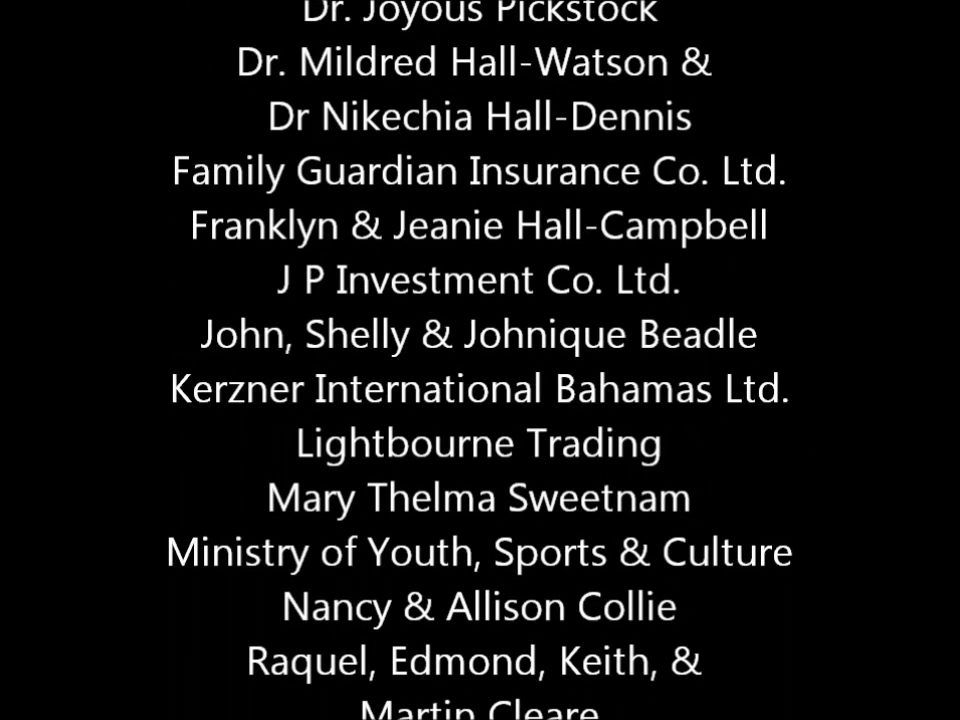 Dr. Joyous Pickstock
Dr. Mildred Hall-Watson &
Dr Nikechia Hall-Dennis
Family Guardian Insurance Co. Ltd.
Franklyn & Jeanie Hall-Campbell
J P Investment Co. Ltd.
John, Shelly & Johnique Beadle
Kerzner International Bahamas Ltd.
Lightbourne Trading
Mary Thelma Sweetnam
Ministry of Youth, Sports & Culture
Nancy & Allison Collie
Raquel, Edmond, Keith, &
Martin Cleare